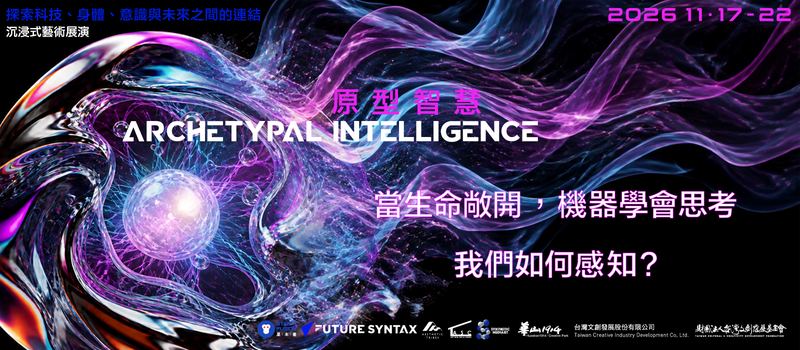 探索科技、身體、意識與未來之間的連結
沉浸式藝術展演
2026 11·17-22
原型智慧
ARCHETYPAL INTELLIGENCE
當生命敞開，機器學會思考
我們如何感知？
FUTURE SYNTAX
華山1914
台灣文創發展股份有限公司
Taiwan Creative Industry Development Co., Ltd.